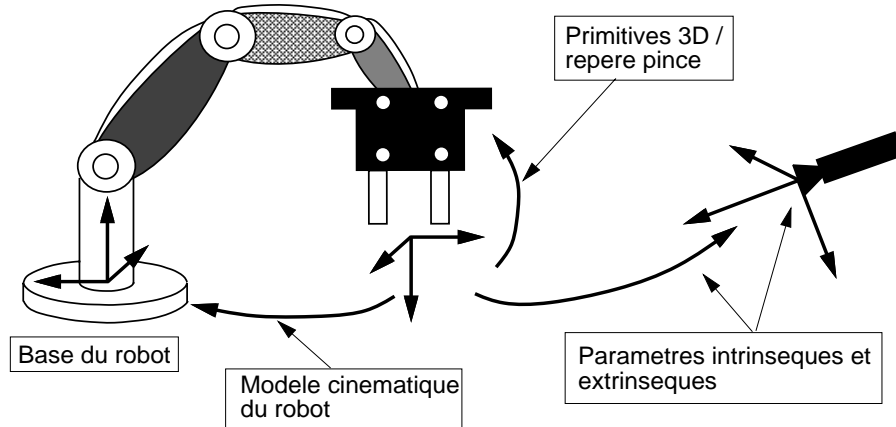 Primitives 3D /
repere pince
Base du robot
Modele cinematique
du robot
Parametres intrinseques et
extrinseques